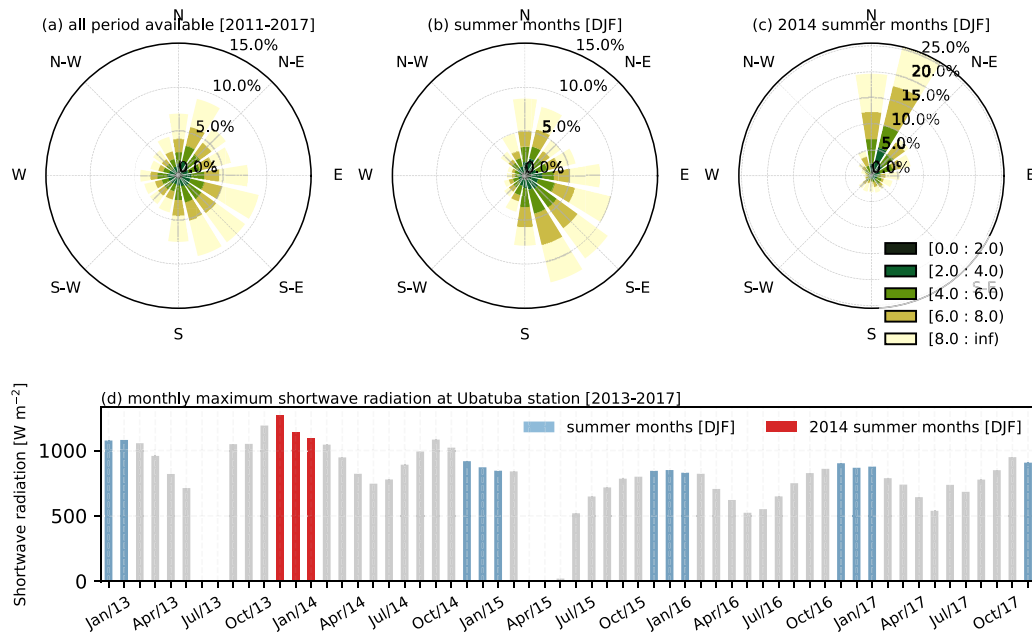 (a) all period available [2011-2017]
N
N-W
N-E
W
E
S-W
S-E
S
0.0%
5.0%
10.0%
15.0%
(b) summer months [DJF]
N
N-W
N-E
W
E
S-W
S-E
S
0.0%
5.0%
10.0%
15.0%
(c) 2014 summer months [DJF]
N
N-W
N-E
W
E
S-W
S-E
S
0.0%
5.0%
10.0%
15.0%
20.0%
25.0%
[0.0 : 2.0)
[2.0 : 4.0)
[4.0 : 6.0)
[6.0 : 8.0)
[8.0 : inf)
(d) monthly maximum shortwave radiation at Ubatuba station [2013-2017]
summer months [DJF]
2014 summer months [DJF]
Shortwave radiation [W m⁻²]
1000
500
0
Jan/13
Apr/13
Jul/13
Oct/13
Jan/14
Apr/14
Jul/14
Oct/14
Jan/15
Apr/15
Jul/15
Oct/15
Jan/16
Apr/16
Jul/16
Oct/16
Jan/17
Apr/17
Jul/17
Oct/17